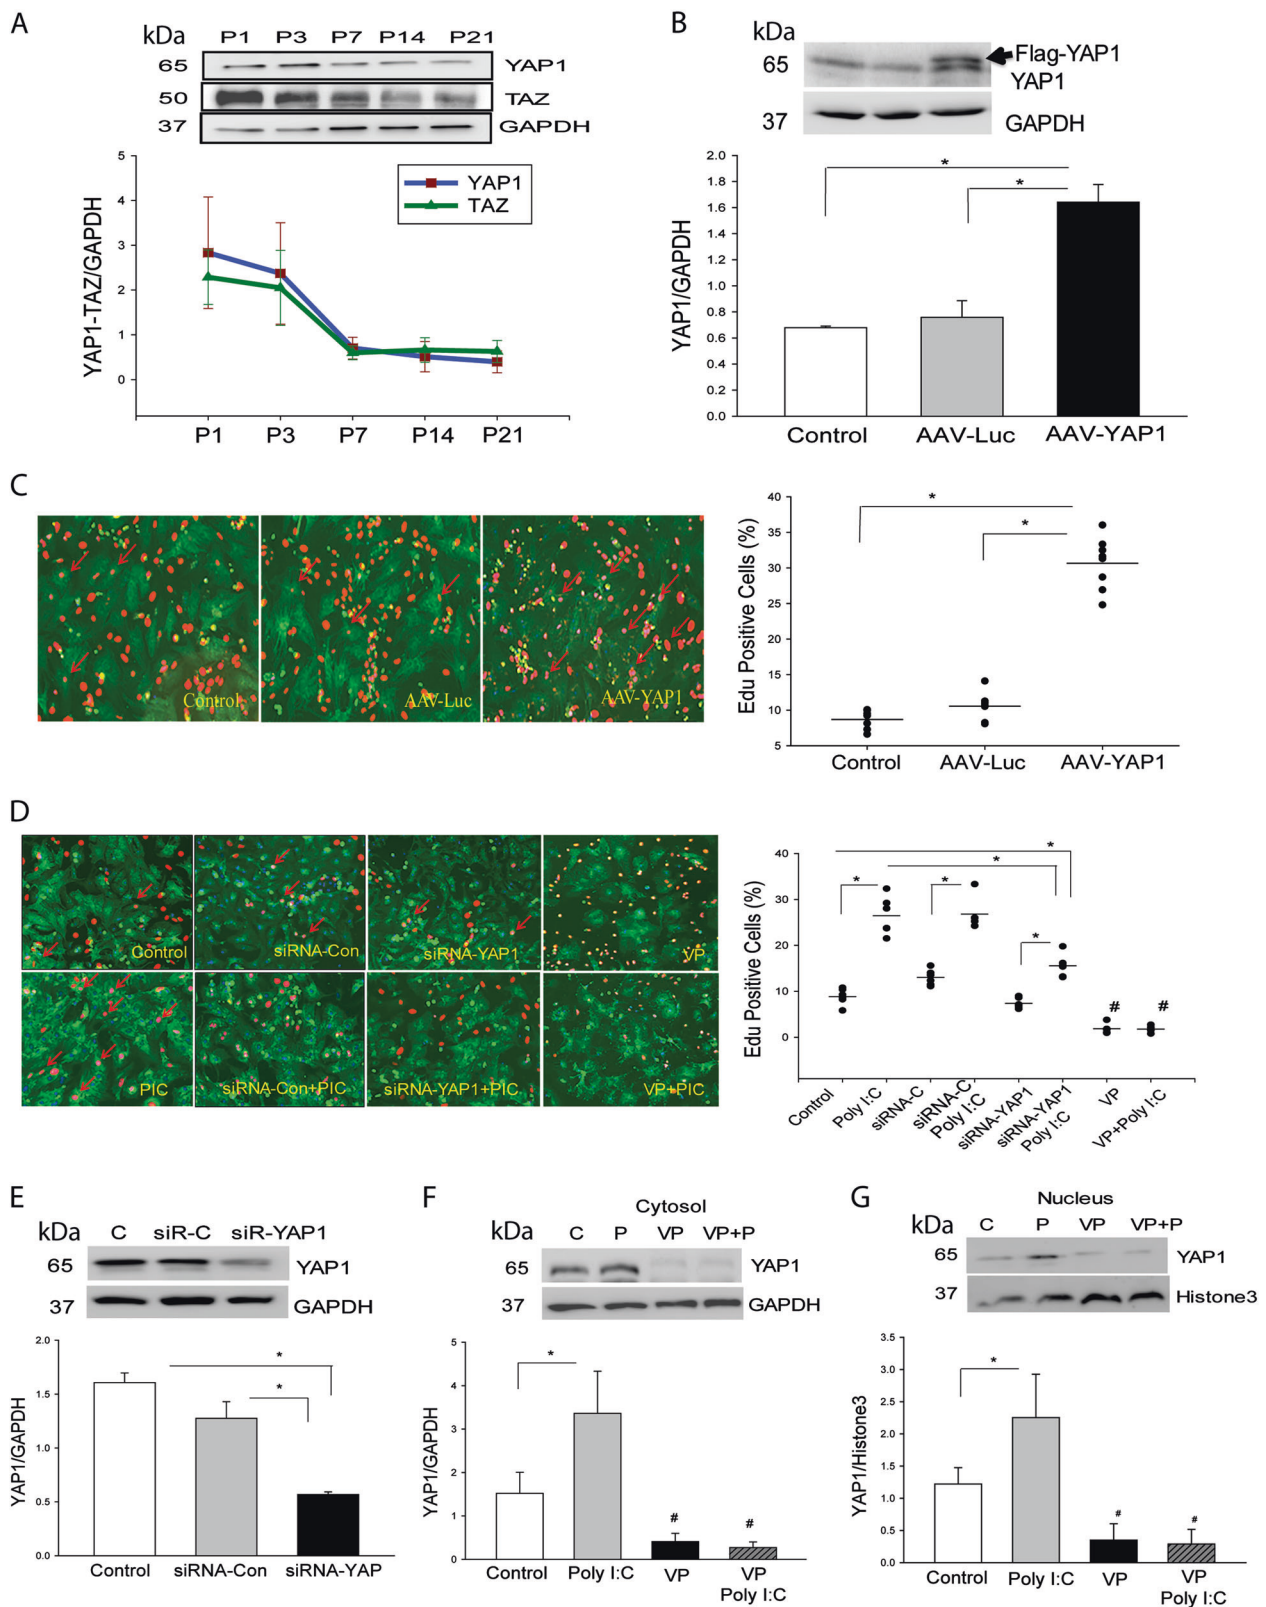 A
kDa P1 P3 P7 P14 P21
65 YAP1
50 TAZ
37 GAPDH
5
3
2
1
0
YAP1-TAZ/GAPDH
YAP1
TAZ
P1 P3 P7 P14 P21
B
kDa
65 Flag-YAP1
YAP1
37 GAPDH
2.0
1.8
1.6
1.4
1.2
1.0
0.8
0.6
0.4
0.2
0.0
YAP1/GAPDH
*
*
Control AAV-Luc AAV-YAP1
C
Control AAV-Luc AAV-YAP1
40
35
30
25
30
15
10
5
Edu Positive Cells (%)
*
*
Control AAV-Luc AAV-YAP1
D
Control siRNA-Con siRNA-YAP1 VP
PIC siRNA-Con+PIC siRNA-YAP1+PIC VP+PIC
40
30
20
10
0
Edu Positive Cells (%)
*
*
* *
*
# #
Control
Poly I:C
siRNA-C
siRNA-C
Poly I:C
siRNA-YAP1
siRNA-YAP1
Poly I:C
VP
VP+Poly I:C
E
kDa C siR-C siR-YAP1
65 YAP1
37 GAPDH
2.0
1.5
1.0
0.5
0.0
YAP1/GAPDH
*
*
Control siRNA-Con siRNA-YAP
F
Cytosol
kDa C P VP VP+P
65 YAP1
37 GAPDH
5
4
3
2
1
0
YAP1/GAPDH
*
# #
Control Poly I:C VP VP
Poly I:C
G
Nucleus
kDa C P VP VP+P
65 YAP1
37 Histone3
3.5
3.0
2.5
2.0
1.5
1.0
0.5
0.0
YAP1/Histone3
*
# #
Control Poly I:C VP VP
Poly I:C